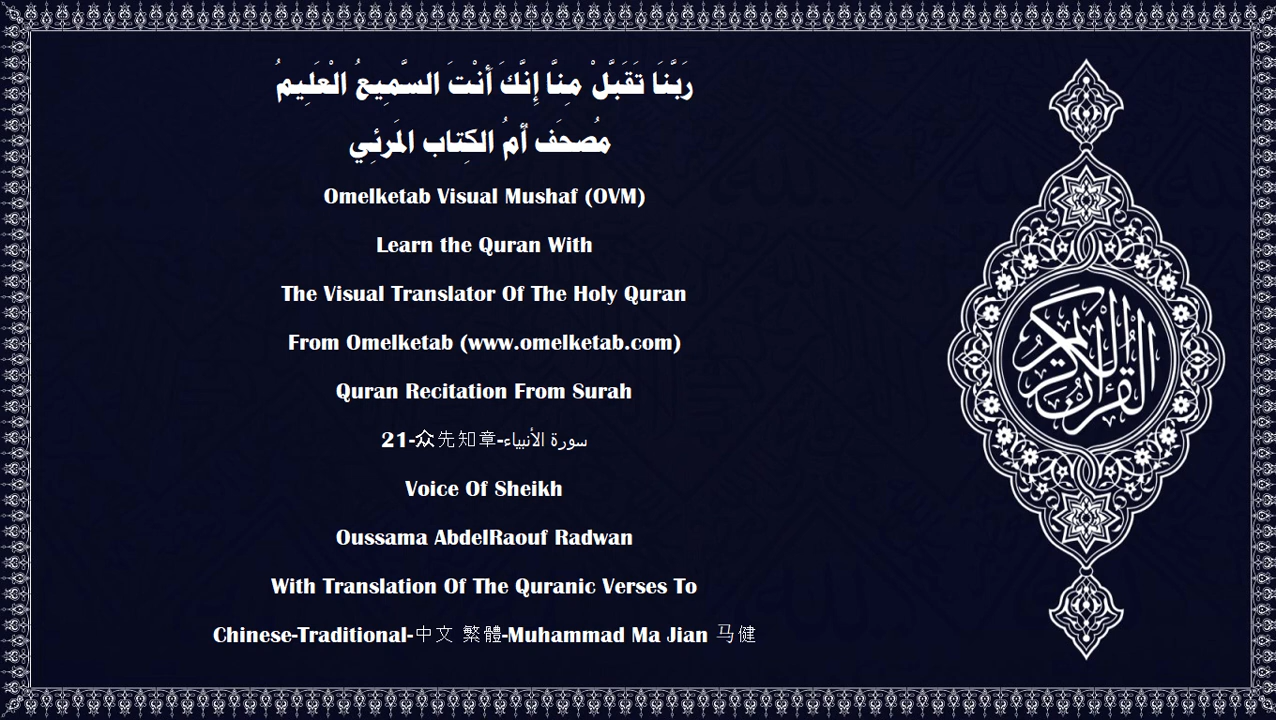 رَبَّنَا تَقَبَّلْ مِنَّا إِنَّكَ أَنْتَ السَّمِيعُ الْعَلِيمُ
مُصحَف أمُ الكِتاب المَرئِي
Omelketab Visual Mushaf (OVM)
Learn the Quran With
The Visual Translator Of The Holy Quran
From Omelketab (www.omelketab.com)
Quran Recitation From Surah
21-众先知章-سورة الأنبياء
Voice Of Sheikh
Oussama AbdelRaouf Radwan
With Translation Of The Quranic Verses To
Chinese-Traditional-中文 繁體-Muhammad Ma Jian 马健
القرآن الكريم